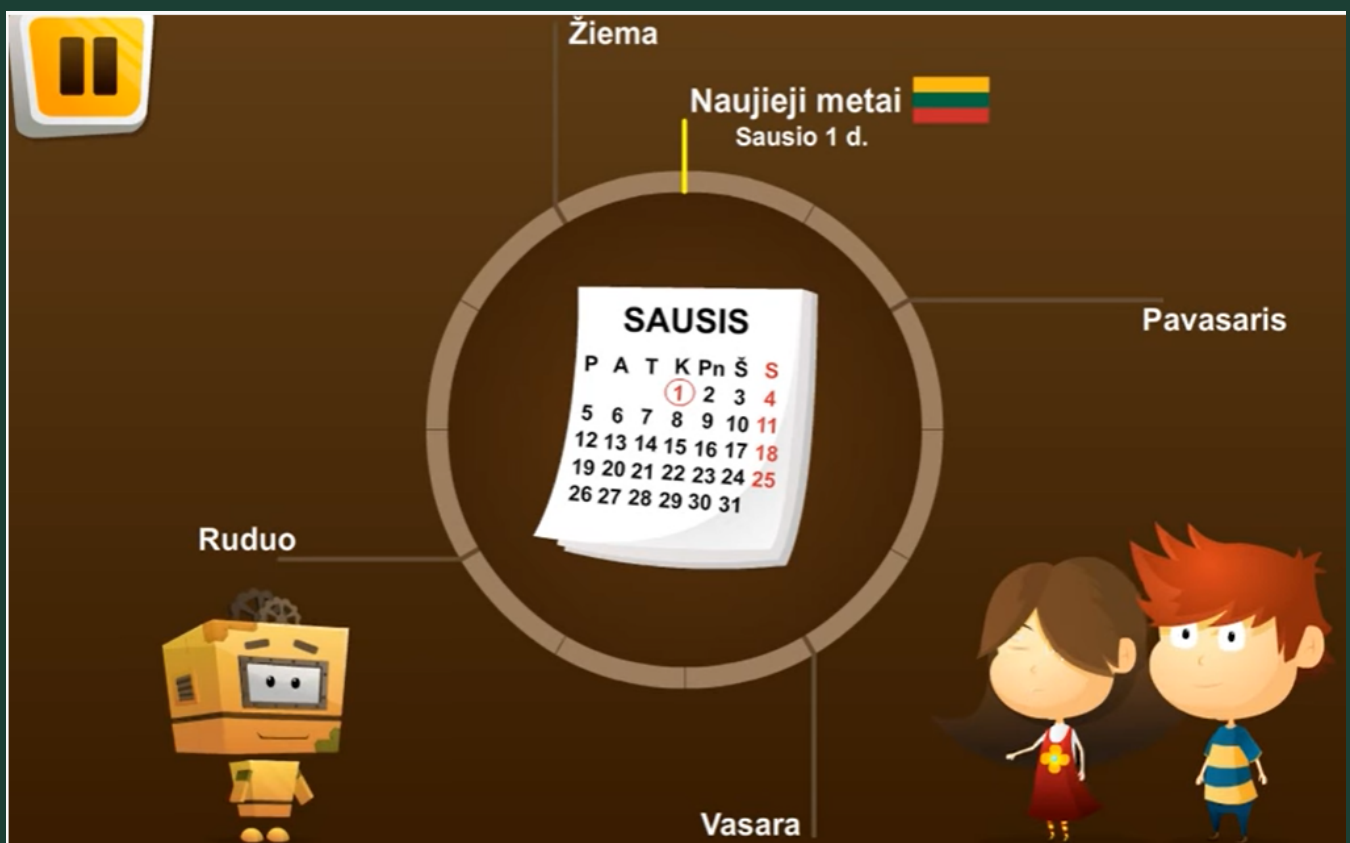 Žiema
Naujieji metai
Sausio 1 d.
Pavasaris
SAUSIS
P A T K Pn Š S
1 2 3 4
5 6 7 8 9 10 11
12 13 14 15 16 17 18
19 20 21 22 23 24 25
26 27 28 29 30 31
Ruduo
Vasara